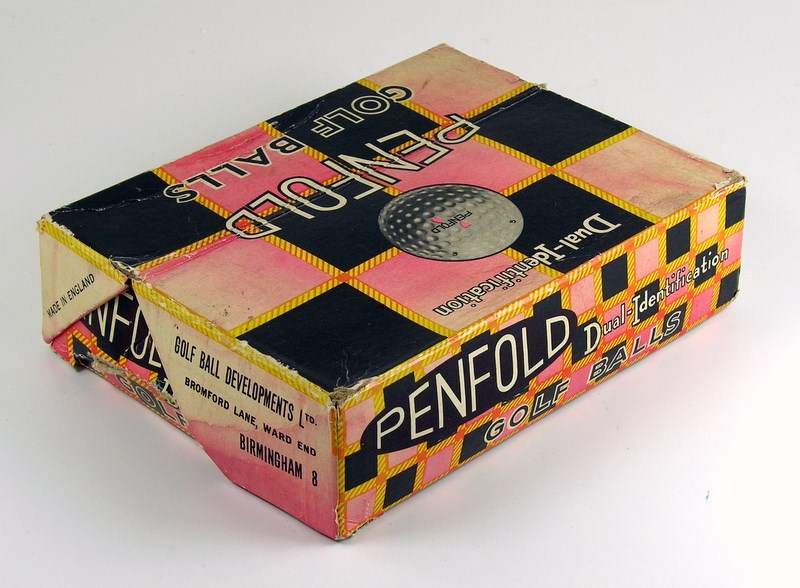 PENFOLD
GOLF BALLS
PENFOLD
Dual-Identification
PENFOLD
Dual-Identification
GOLF BALLS
MADE IN ENGLAND
GOLF BALL DEVELOPMENTS LTD.
BROMFORD LANE, WARD END
BIRMINGHAM 8
GOLF